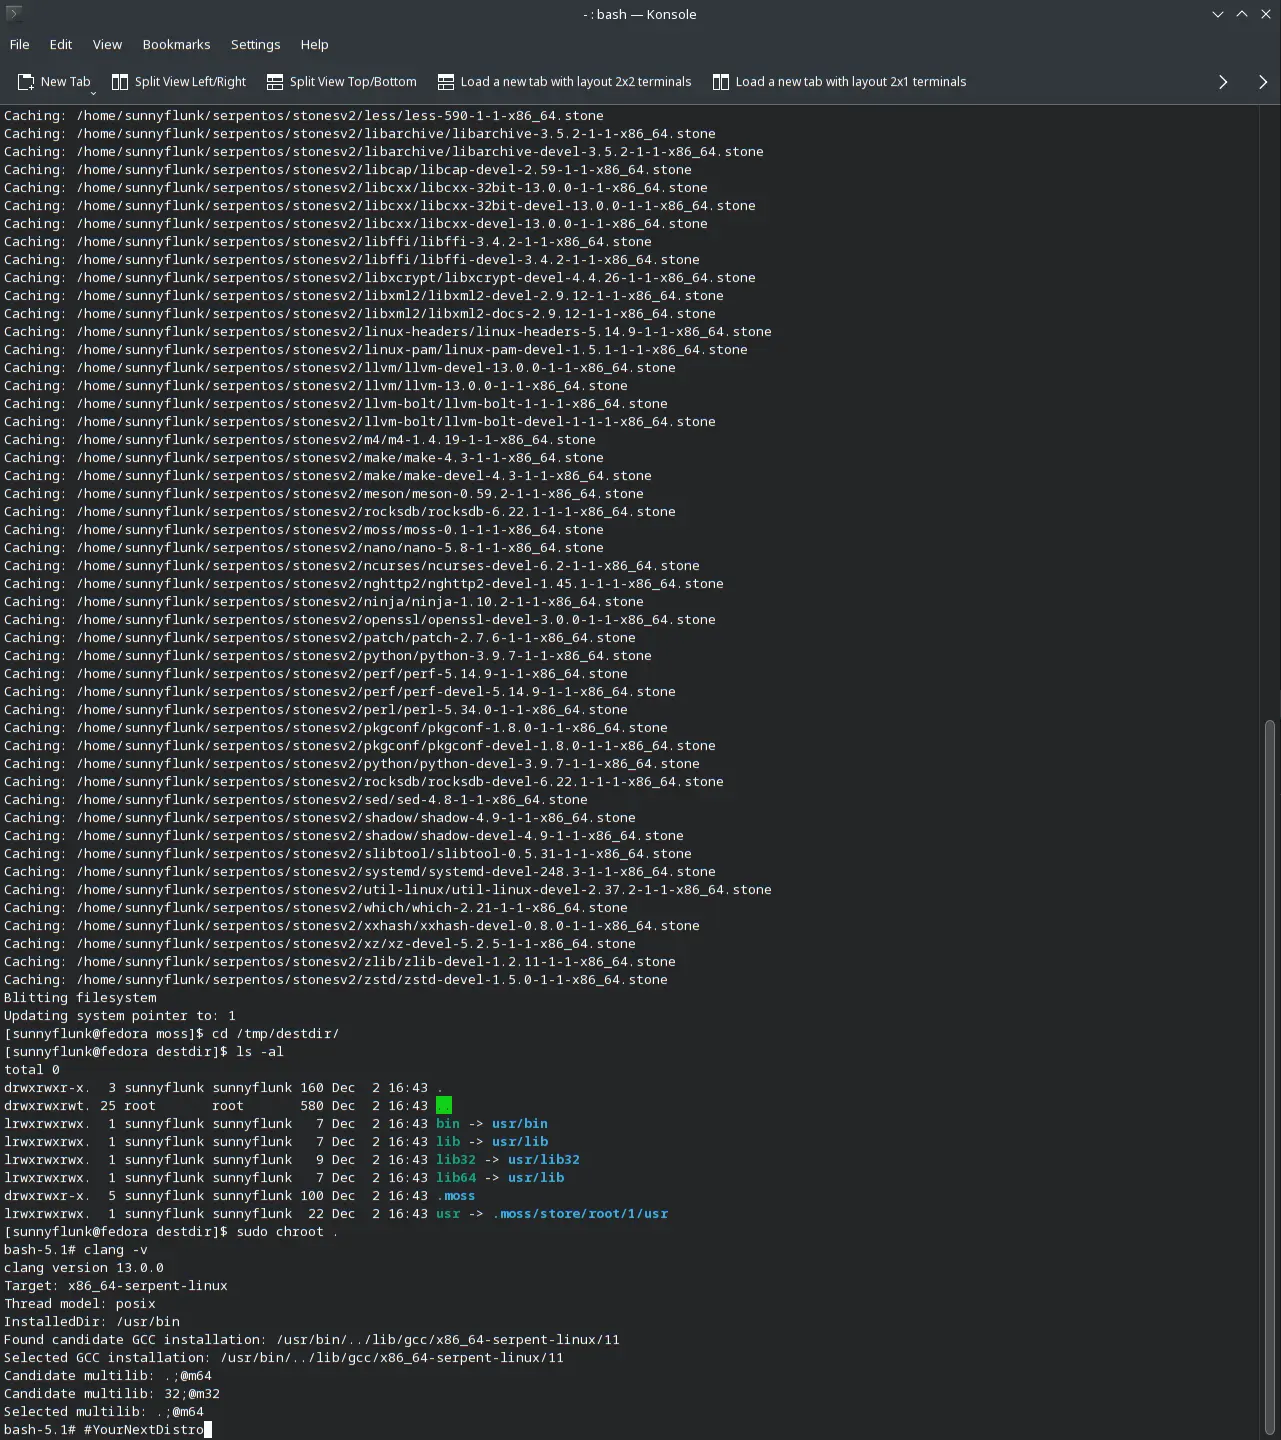 - : bash — Konsole
File Edit View Bookmarks Settings Help
New Tab Split View Left/Right Split View Top/Bottom Load a new tab with layout 2x2 terminals Load a new tab with layout 2x1 terminals
Caching: /home/sunnyflunk/serpentos/stonesv2/less/less-590-1-1-x86_64.stone
Caching: /home/sunnyflunk/serpentos/stonesv2/libarchive/libarchive-3.5.2-1-1-x86_64.stone
Caching: /home/sunnyflunk/serpentos/stonesv2/libarchive/libarchive-devel-3.5.2-1-1-x86_64.stone
Caching: /home/sunnyflunk/serpentos/stonesv2/libcap/libcap-devel-2.59-1-1-x86_64.stone
Caching: /home/sunnyflunk/serpentos/stonesv2/libcxx/libcxx-32bit-13.0.0-1-1-x86_64.stone
Caching: /home/sunnyflunk/serpentos/stonesv2/libcxx/libcxx-32bit-devel-13.0.0-1-1-x86_64.stone
Caching: /home/sunnyflunk/serpentos/stonesv2/libcxx/libcxx-devel-13.0.0-1-1-x86_64.stone
Caching: /home/sunnyflunk/serpentos/stonesv2/libffi/libffi-3.4.2-1-1-x86_64.stone
Caching: /home/sunnyflunk/serpentos/stonesv2/libffi/libffi-devel-3.4.2-1-1-x86_64.stone
Caching: /home/sunnyflunk/serpentos/stonesv2/libxcrypt/libxcrypt-devel-4.4.26-1-1-x86_64.stone
Caching: /home/sunnyflunk/serpentos/stonesv2/libxml2/libxml2-devel-2.9.12-1-1-x86_64.stone
Caching: /home/sunnyflunk/serpentos/stonesv2/libxml2/libxml2-docs-2.9.12-1-1-x86_64.stone
Caching: /home/sunnyflunk/serpentos/stonesv2/linux-headers/linux-headers-5.14.9-1-1-x86_64.stone
Caching: /home/sunnyflunk/serpentos/stonesv2/linux-pam/linux-pam-devel-1.5.1-1-1-x86_64.stone
Caching: /home/sunnyflunk/serpentos/stonesv2/llvm/llvm-devel-13.0.0-1-1-x86_64.stone
Caching: /home/sunnyflunk/serpentos/stonesv2/llvm/llvm-13.0.0-1-1-x86_64.stone
Caching: /home/sunnyflunk/serpentos/stonesv2/llvm-bolt/llvm-bolt-1-1-1-x86_64.stone
Caching: /home/sunnyflunk/serpentos/stonesv2/llvm-bolt/llvm-bolt-devel-1-1-1-x86_64.stone
Caching: /home/sunnyflunk/serpentos/stonesv2/m4/m4-1.4.19-1-1-x86_64.stone
Caching: /home/sunnyflunk/serpentos/stonesv2/make/make-4.3-1-1-x86_64.stone
Caching: /home/sunnyflunk/serpentos/stonesv2/make/make-devel-4.3-1-1-x86_64.stone
Caching: /home/sunnyflunk/serpentos/stonesv2/meson/meson-0.59.2-1-1-x86_64.stone
Caching: /home/sunnyflunk/serpentos/stonesv2/rocksdb/rocksdb-6.22.1-1-1-x86_64.stone
Caching: /home/sunnyflunk/serpentos/stonesv2/moss/moss-0.1-1-1-x86_64.stone
Caching: /home/sunnyflunk/serpentos/stonesv2/nano/nano-5.8-1-1-x86_64.stone
Caching: /home/sunnyflunk/serpentos/stonesv2/ncurses/ncurses-devel-6.2-1-1-x86_64.stone
Caching: /home/sunnyflunk/serpentos/stonesv2/nghttp2/nghttp2-devel-1.45.1-1-1-x86_64.stone
Caching: /home/sunnyflunk/serpentos/stonesv2/ninja/ninja-1.10.2-1-1-x86_64.stone
Caching: /home/sunnyflunk/serpentos/stonesv2/openssl/openssl-devel-3.0.0-1-1-x86_64.stone
Caching: /home/sunnyflunk/serpentos/stonesv2/patch/patch-2.7.6-1-1-x86_64.stone
Caching: /home/sunnyflunk/serpentos/stonesv2/python/python-3.9.7-1-1-x86_64.stone
Caching: /home/sunnyflunk/serpentos/stonesv2/perf/perf-5.14.9-1-1-x86_64.stone
Caching: /home/sunnyflunk/serpentos/stonesv2/perf/perf-devel-5.14.9-1-1-x86_64.stone
Caching: /home/sunnyflunk/serpentos/stonesv2/perl/perl-5.34.0-1-1-x86_64.stone
Caching: /home/sunnyflunk/serpentos/stonesv2/pkgconf/pkgconf-1.8.0-1-1-x86_64.stone
Caching: /home/sunnyflunk/serpentos/stonesv2/pkgconf/pkgconf-devel-1.8.0-1-1-x86_64.stone
Caching: /home/sunnyflunk/serpentos/stonesv2/python/python-devel-3.9.7-1-1-x86_64.stone
Caching: /home/sunnyflunk/serpentos/stonesv2/rocksdb/rocksdb-devel-6.22.1-1-1-x86_64.stone
Caching: /home/sunnyflunk/serpentos/stonesv2/sed/sed-4.8-1-1-x86_64.stone
Caching: /home/sunnyflunk/serpentos/stonesv2/shadow/shadow-4.9-1-1-x86_64.stone
Caching: /home/sunnyflunk/serpentos/stonesv2/shadow/shadow-devel-4.9-1-1-x86_64.stone
Caching: /home/sunnyflunk/serpentos/stonesv2/slibtool/slibtool-0.5.31-1-1-x86_64.stone
Caching: /home/sunnyflunk/serpentos/stonesv2/systemd/systemd-devel-248.3-1-1-x86_64.stone
Caching: /home/sunnyflunk/serpentos/stonesv2/util-linux/util-linux-devel-2.37.2-1-1-x86_64.stone
Caching: /home/sunnyflunk/serpentos/stonesv2/which/which-2.21-1-1-x86_64.stone
Caching: /home/sunnyflunk/serpentos/stonesv2/xxhash/xxhash-devel-0.8.0-1-1-x86_64.stone
Caching: /home/sunnyflunk/serpentos/stonesv2/xz/xz-devel-5.2.5-1-1-x86_64.stone
Caching: /home/sunnyflunk/serpentos/stonesv2/zlib/zlib-devel-1.2.11-1-1-x86_64.stone
Caching: /home/sunnyflunk/serpentos/stonesv2/zstd/zstd-devel-1.5.0-1-1-x86_64.stone
Blitting filesystem
Updating system pointer to: 1
[sunnyflunk@fedora moss]$ cd /tmp/destdir/
[sunnyflunk@fedora destdir]$ ls -al
total 0
drwxrwxr-x. 3 sunnyflunk sunnyflunk 160 Dec 2 16:43 .
drwxrwxrwt. 25 root root 580 Dec 2 16:43 ..
lrwxrwxrwx. 1 sunnyflunk sunnyflunk 7 Dec 2 16:43 bin -> usr/bin
lrwxrwxrwx. 1 sunnyflunk sunnyflunk 7 Dec 2 16:43 lib -> usr/lib
lrwxrwxrwx. 1 sunnyflunk sunnyflunk 9 Dec 2 16:43 lib32 -> usr/lib32
lrwxrwxrwx. 1 sunnyflunk sunnyflunk 7 Dec 2 16:43 lib64 -> usr/lib
drwxrwxr-x. 5 sunnyflunk sunnyflunk 100 Dec 2 16:43 .moss
lrwxrwxrwx. 1 sunnyflunk sunnyflunk 22 Dec 2 16:43 usr -> .moss/store/root/1/usr
[sunnyflunk@fedora destdir]$ sudo chroot .
bash-5.1# clang -v
clang version 13.0.0
Target: x86_64-serpent-linux
Thread model: posix
InstalledDir: /usr/bin
Found candidate GCC installation: /usr/bin/../lib/gcc/x86_64-serpent-linux/11
Selected GCC installation: /usr/bin/../lib/gcc/x86_64-serpent-linux/11
Candidate multilib: .;@m64
Candidate multilib: 32;@m32
Selected multilib: .;@m64
bash-5.1# #YourNextDistro